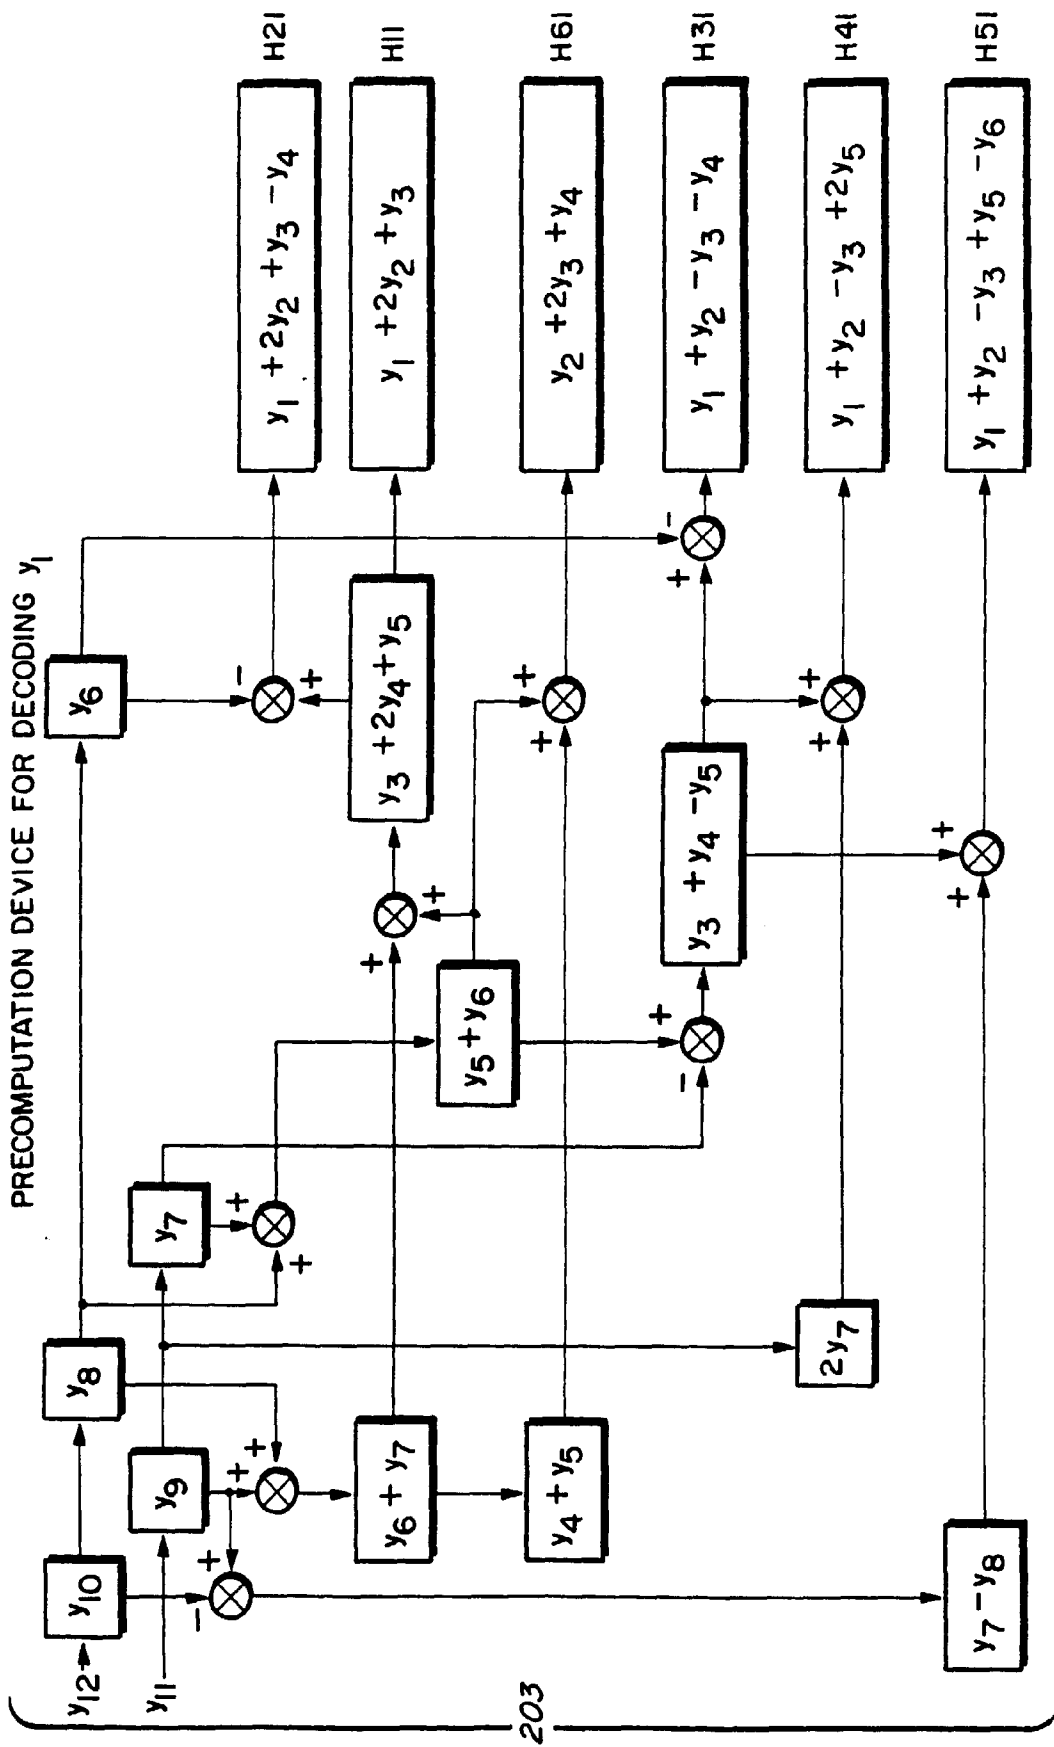 PRECOMPUTATION DEVICE FOR DECODING y₁
203
y₁₂
y₁₁
y₁₀
y₉
y₈
y₇
y₆
y₆ + y₇
y₄ + y₅
y₇ - y₈
2y₇
y₅ + y₆
y₃ + 2y₄ + y₅
y₃ + y₄ - y₅
y₁ + 2y₂ + y₃ - y₄ H21
y₁ + 2y₂ + y₃ H11
y₂ + 2y₃ + y₄ H61
y₁ + y₂ - y₃ - y₄ H31
y₁ + y₂ - y₃ + 2y₅ H41
y₁ + y₂ - y₃ + y₅ - y₆ H51